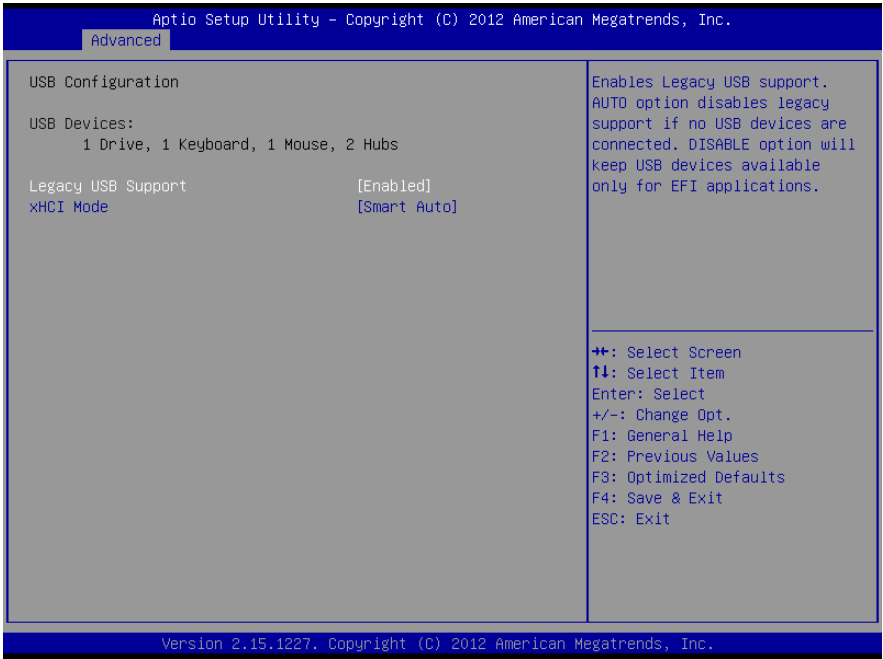 Aptio Setup Utility – Copyright (C) 2012 American Megatrends, Inc.
Advanced
USB Configuration
USB Devices:
1 Drive, 1 Keyboard, 1 Mouse, 2 Hubs
Legacy USB Support [Enabled]
xHCI Mode [Smart Auto]
Enables Legacy USB support.
AUTO option disables legacy
support if no USB devices are
connected. DISABLE option will
keep USB devices available
only for EFI applications.
→←: Select Screen
↑↓: Select Item
Enter: Select
+/-: Change Opt.
F1: General Help
F2: Previous Values
F3: Optimized Defaults
F4: Save & Exit
ESC: Exit
Version 2.15.1227. Copyright (C) 2012 American Megatrends, Inc.